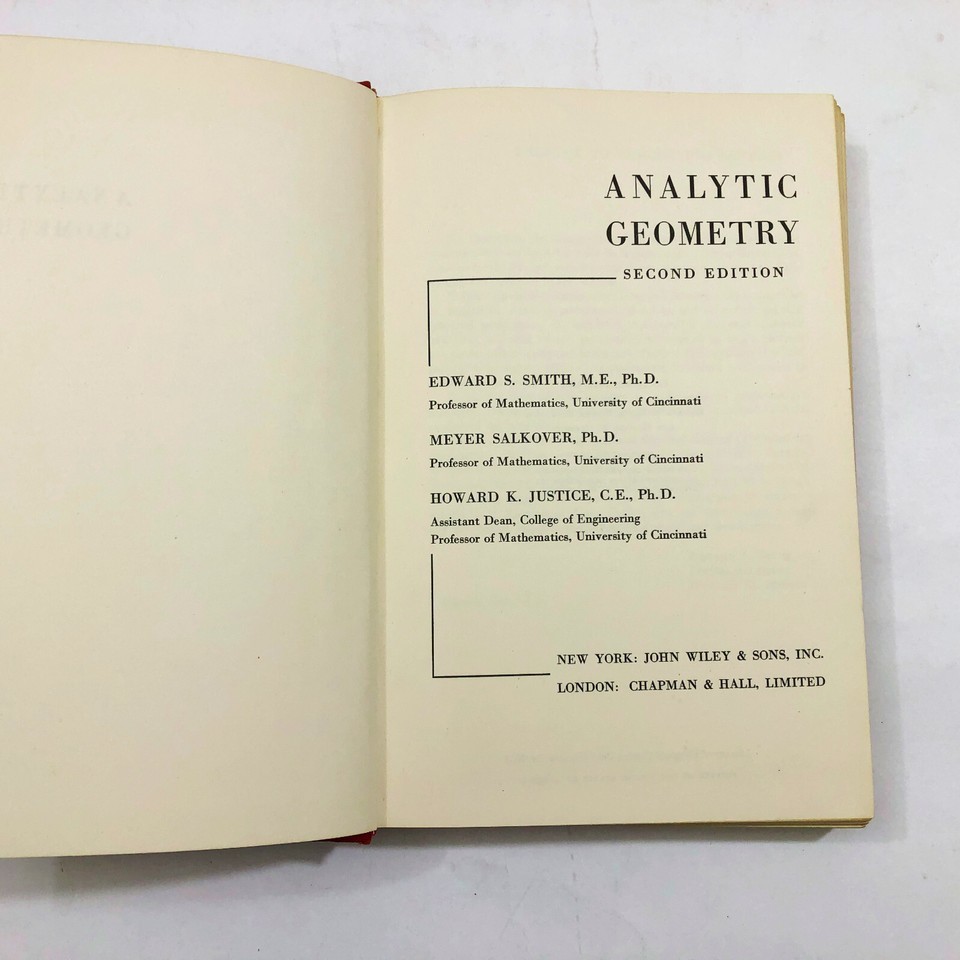 ANALYTIC
GEOMETRY
SECOND EDITION
EDWARD S. SMITH, M.E., Ph.D.
Professor of Mathematics, University of Cincinnati
MEYER SALKOVER, Ph.D.
Professor of Mathematics, University of Cincinnati
HOWARD K. JUSTICE, C.E., Ph.D.
Assistant Dean, College of Engineering
Professor of Mathematics, University of Cincinnati
NEW YORK: JOHN WILEY & SONS, INC.
LONDON: CHAPMAN & HALL, LIMITED